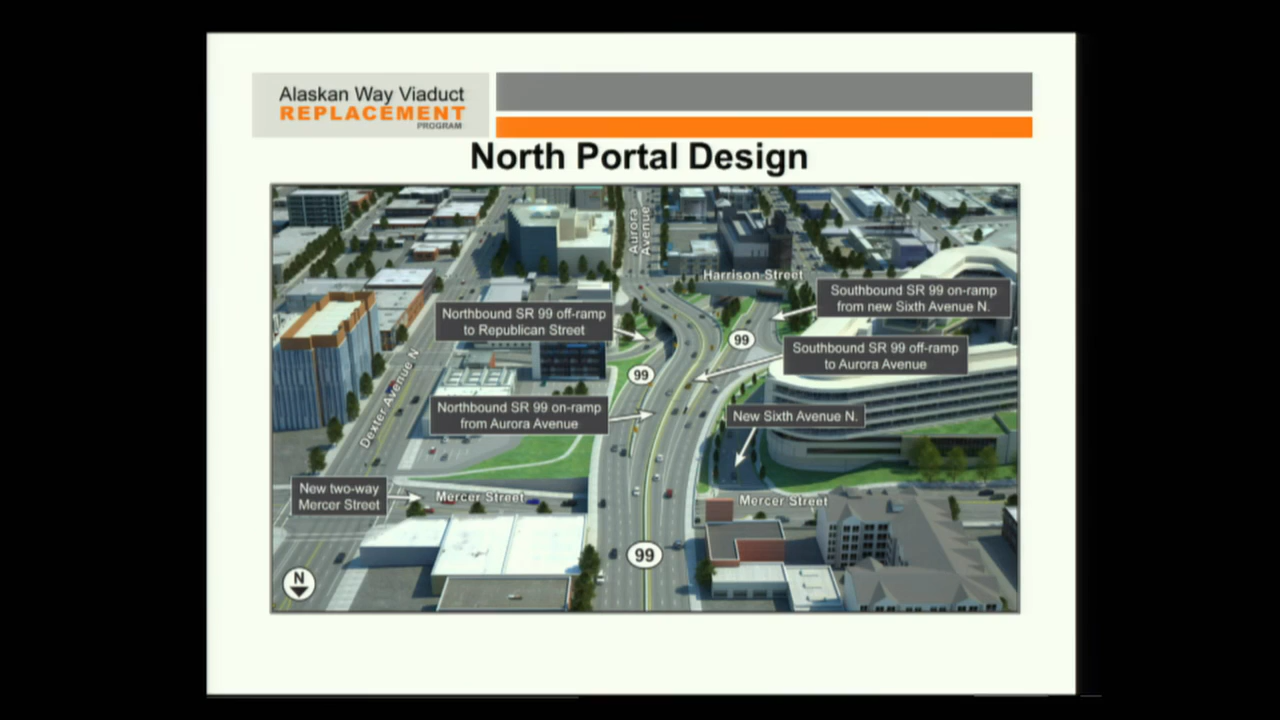 Alaskan Way Viaduct
REPLACEMENT
PROGRAM
North Portal Design
Aurora
Avenue
Harrison Street
Southbound SR 99 on-ramp
from new Sixth Avenue N.
Northbound SR 99 off-ramp
to Republican Street
99
Southbound SR 99 off-ramp
to Aurora Avenue
99
Dexter Avenue N
Northbound SR 99 on-ramp
from Aurora Avenue
New Sixth Avenue N.
New two-way
Mercer Street
Mercer Street
Mercer Street
99
N